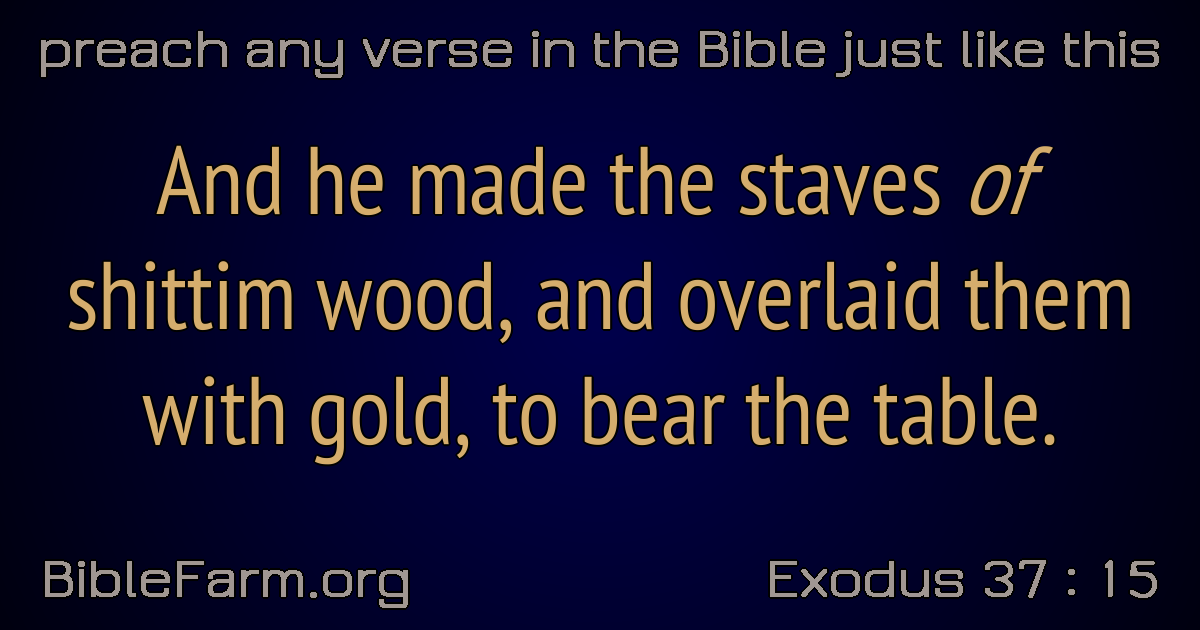 preach any verse in the Bible just like this
And he made the staves of
shittim wood, and overlaid them
with gold, to bear the table.
BibleFarm.org
Exodus 37 : 15